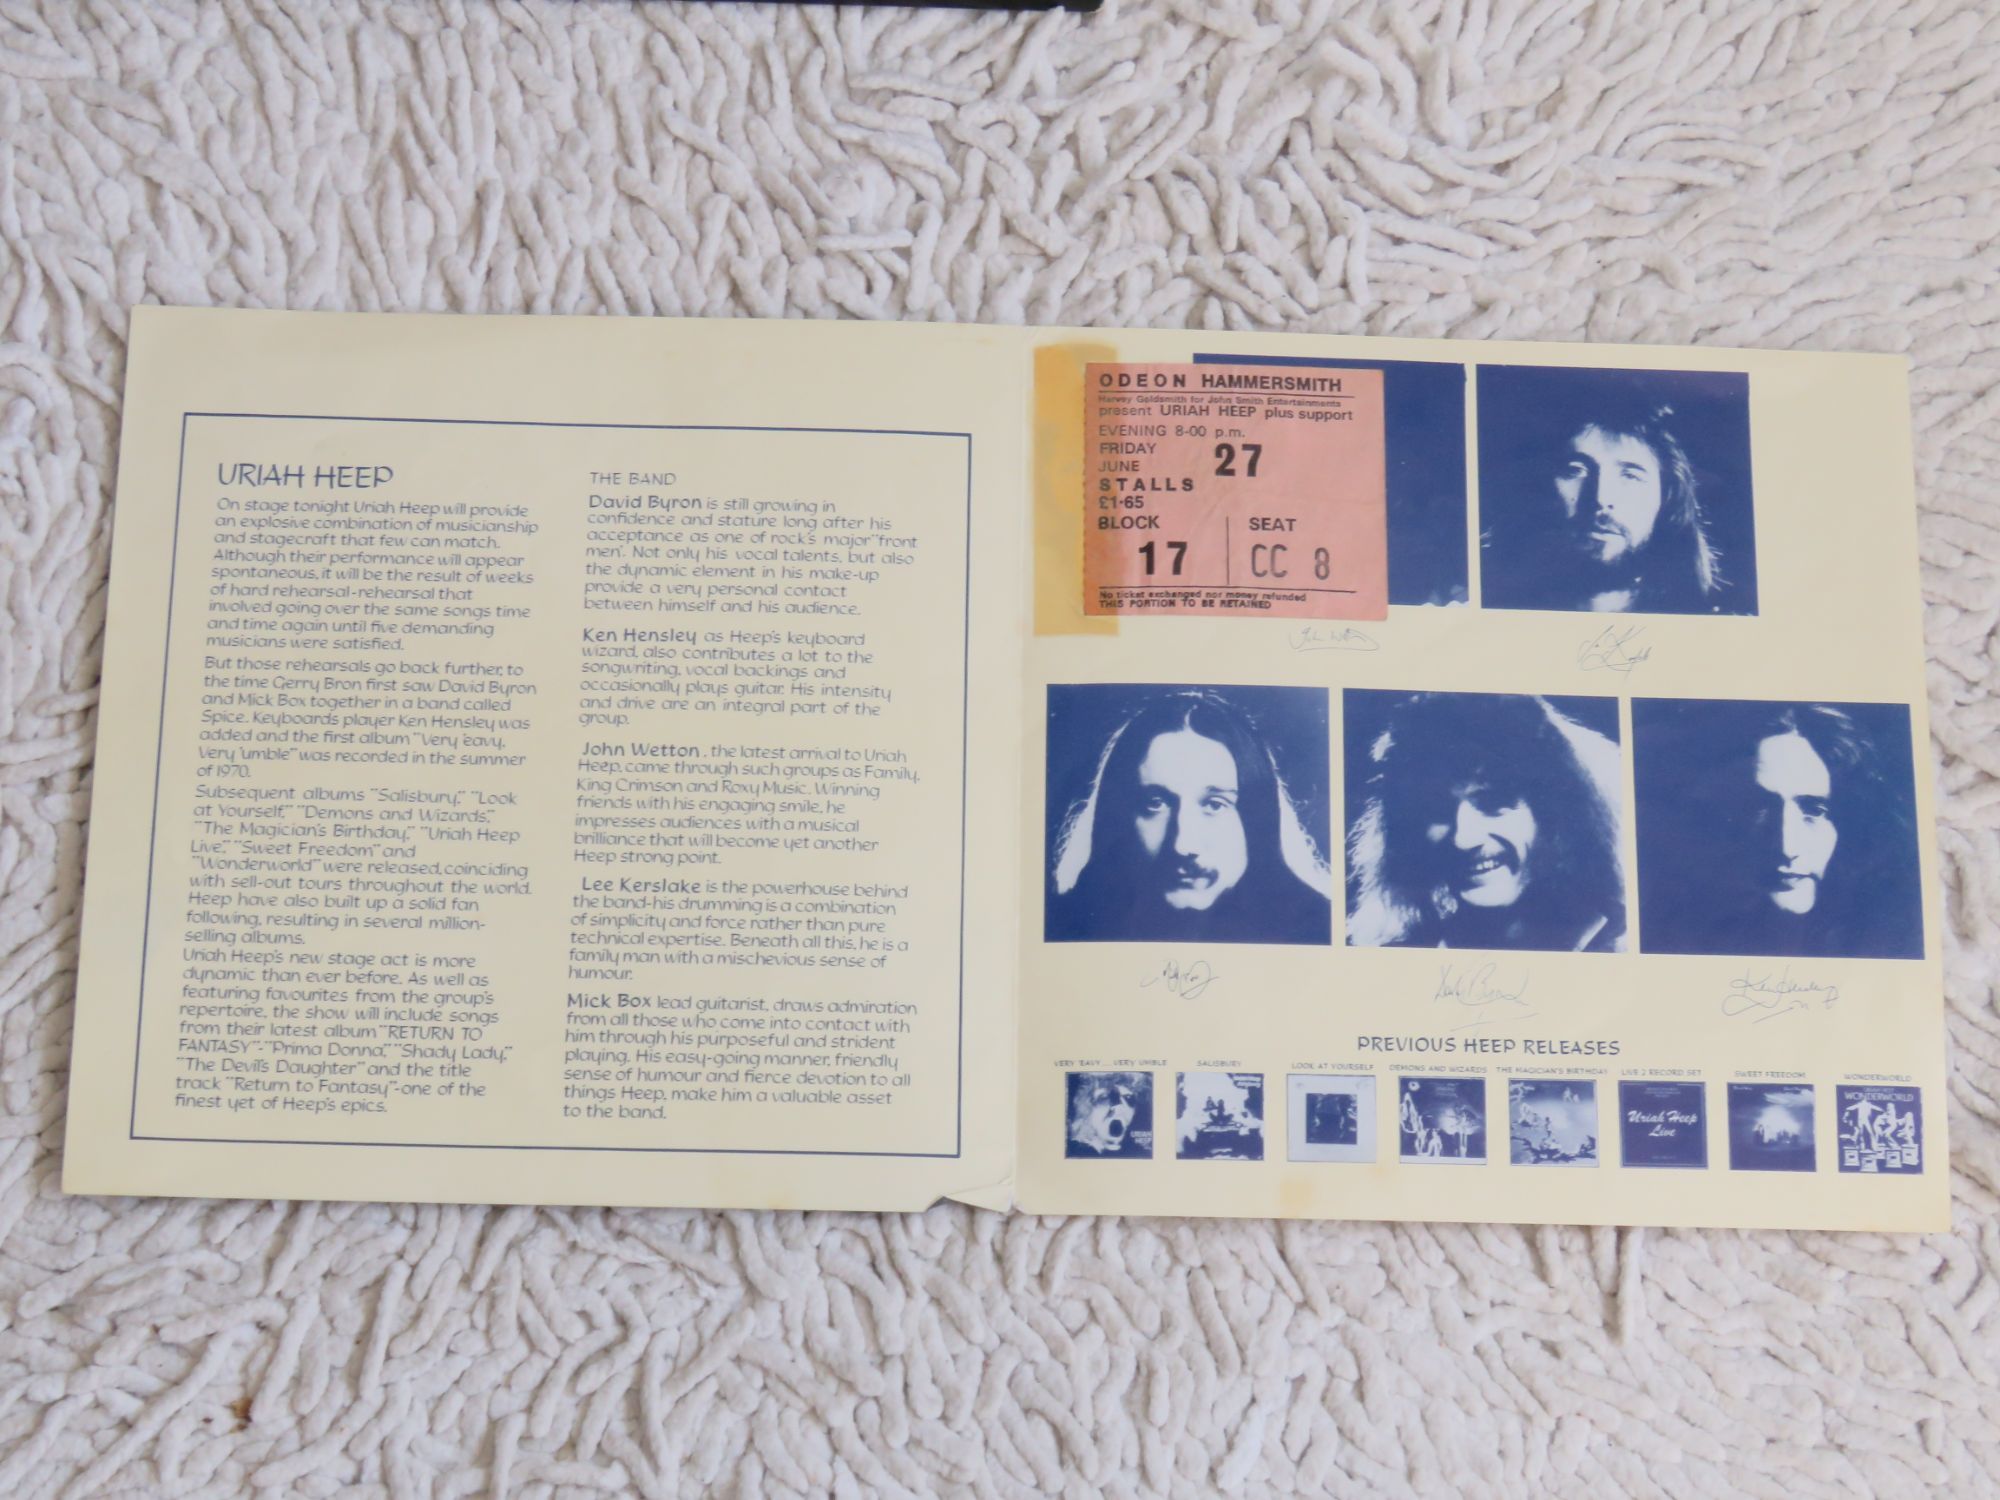 URIAH HEEP
On stage tonight Uriah Heep will provide
an explosive combination of musicianship
and stagecraft that few can match.
Although their performance will appear
spontaneous, it will be the result of weeks
of hard rehearsal-rehearsal that
involved going over the same songs time
and time again until five demanding
musicians were satisfied.
But those rehearsals go back further, to
the time Gerry Bron first saw David Byron
and Mick Box together in a band called
Spice. Keyboards player Ken Hensley was
added and the first album "Very 'eavy,
Very 'umble" was recorded in the summer
of 1970.
Subsequent albums "Salisbury," "Look
at Yourself," "Demons and Wizards,"
"The Magician's Birthday," "Uriah Heep
Live," "Sweet Freedom" and
"Wonderworld" were released, coinciding
with sell-out tours throughout the world.
Heep have also built up a solid fan
following, resulting in several million-
selling albums.
Uriah Heep's new stage act is more
dynamic than ever before. As well as
featuring favourites from the group's
repertoire, the show will include songs
from their latest album "RETURN TO
FANTASY"-"Prima Donna," "Shady Lady,"
"The Devil's Daughter" and the title
track "Return to Fantasy"-one of the
finest yet of Heep's epics.
THE BAND
David Byron is still growing in
confidence and stature long after his
acceptance as one of rock's major "front
men'. Not only his vocal talents, but also
the dynamic element in his make-up
provide a very personal contact
between himself and his audience.
Ken Hensley as Heep's keyboard
wizard, also contributes a lot to the
songwriting, vocal backings and
occasionally plays guitar. His intensity
and drive are an integral part of the
group.
John Wetton, the latest arrival to Uriah
Heep, came through such groups as Family,
King Crimson and Roxy Music. Winning
friends with his engaging smile, he
impresses audiences with a musical
brilliance that will become yet another
Heep strong point.
Lee Kerslake is the powerhouse behind
the band-his drumming is a combination
of simplicity and force rather than pure
technical expertise. Beneath all this, he is a
family man with a mischevious sense of
humour.
Mick Box lead guitarist, draws admiration
from all those who come into contact with
him through his purposeful and strident
playing. His easy-going manner, friendly
sense of humour and fierce devotion to all
things Heep, make him a valuable asset
to the band.
ODEON HAMMERSMITH
Harvey Goldsmith for John Smith Entertainments
present URIAH HEEP plus support
EVENING 8-00 p.m.
FRIDAY
JUNE 27
STALLS
£1·65
BLOCK SEAT
17 CC 8
No ticket exchanged nor money refunded
THIS PORTION TO BE RETAINED
PREVIOUS HEEP RELEASES
VERY 'EAVY... VERY UMBLE SALISBURY LOOK AT YOURSELF DEMONS AND WIZARDS THE MAGICIAN'S BIRTHDAY LIVE 2 RECORD SET SWEET FREEDOM WONDERWORLD
URIAH HEEP
Uriah Heep
Live
WONDERWORLD